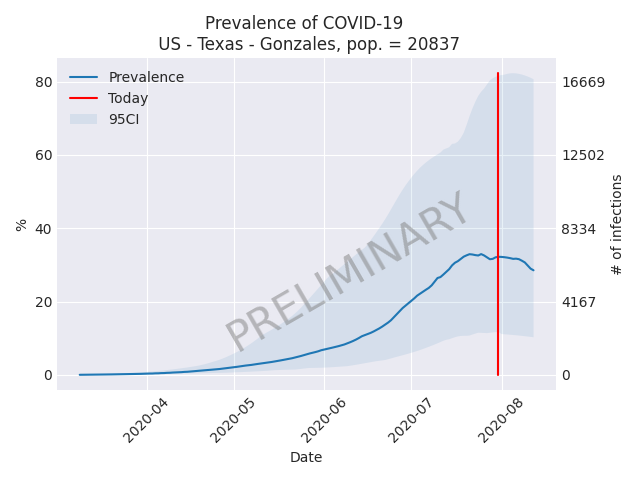 Prevalence of COVID-19
US - Texas - Gonzales, pop. = 20837
Prevalence
Today
95CI
80
60
40
20
0
%
16669
12502
8334
4167
0
# of infections
PRELIMINARY
2020-04
2020-05
2020-06
2020-07
2020-08
Date